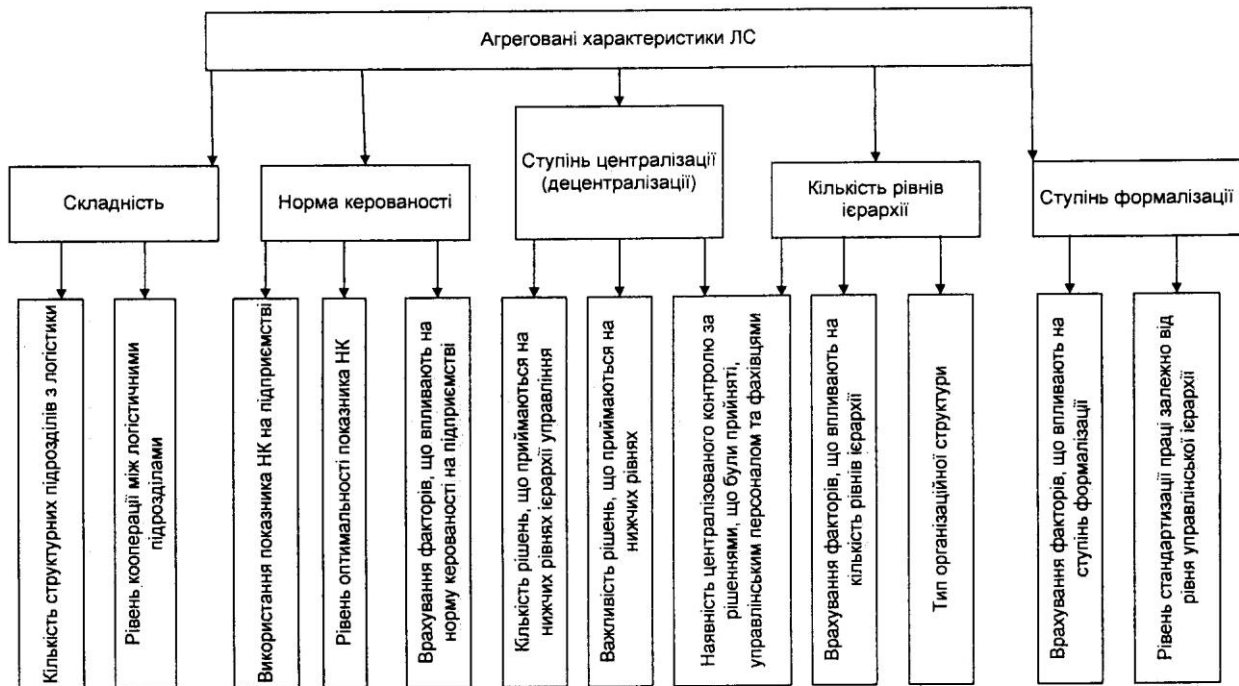 Агреговані характеристики ЛС
Складність
Норма керованості
Ступінь централізації
(децентралізації)
Кількість рівнів
ієрархії
Ступінь формалізації
Кількість структурних підрозділів з логістики
Рівень кооперації між логістичними
підрозділами
Використання показника НК на підприємстві
Рівень оптимальності показника НК
Врахування факторів, що впливають на
норму керованості на підприємстві
Кількість рішень, що приймаються на
нижчих рівнях ієрархії управління
Важливість рішень, що приймаються на
нижчих рівнях
Наявність централізованого контролю за
рішеннями, що були прийняті,
управлінським персоналом та фахівцями
Врахування факторів, що впливають на
кількість рівнів ієрархії
Тип організаційної структури
Врахування факторів, що впливають на
ступінь формалізації
Рівень стандартизації праці залежно від
рівня управлінської ієрархії